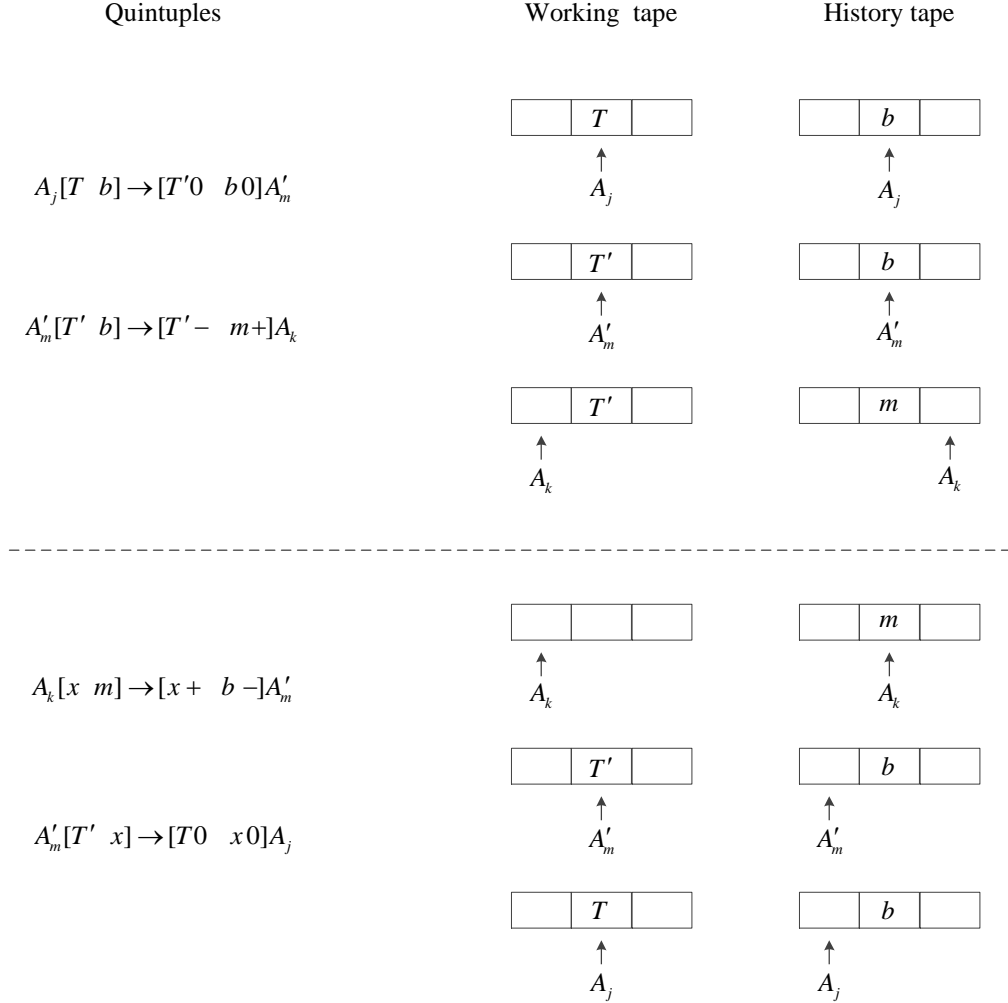 Quintuples Working tape History tape
T b
A_j[T b] → [T′0 b0]A′_m A_j A_j
T′ b
A′_m[T′ b] → [T′− m+]A_k A′_m A′_m
T′ m
A_k A_k
m
A_k[x m] → [x+ b −]A′_m A_k A_k
T′ b
A′_m[T′ x] → [T0 x0]A_j A′_m A′_m
T b
A_j A_j